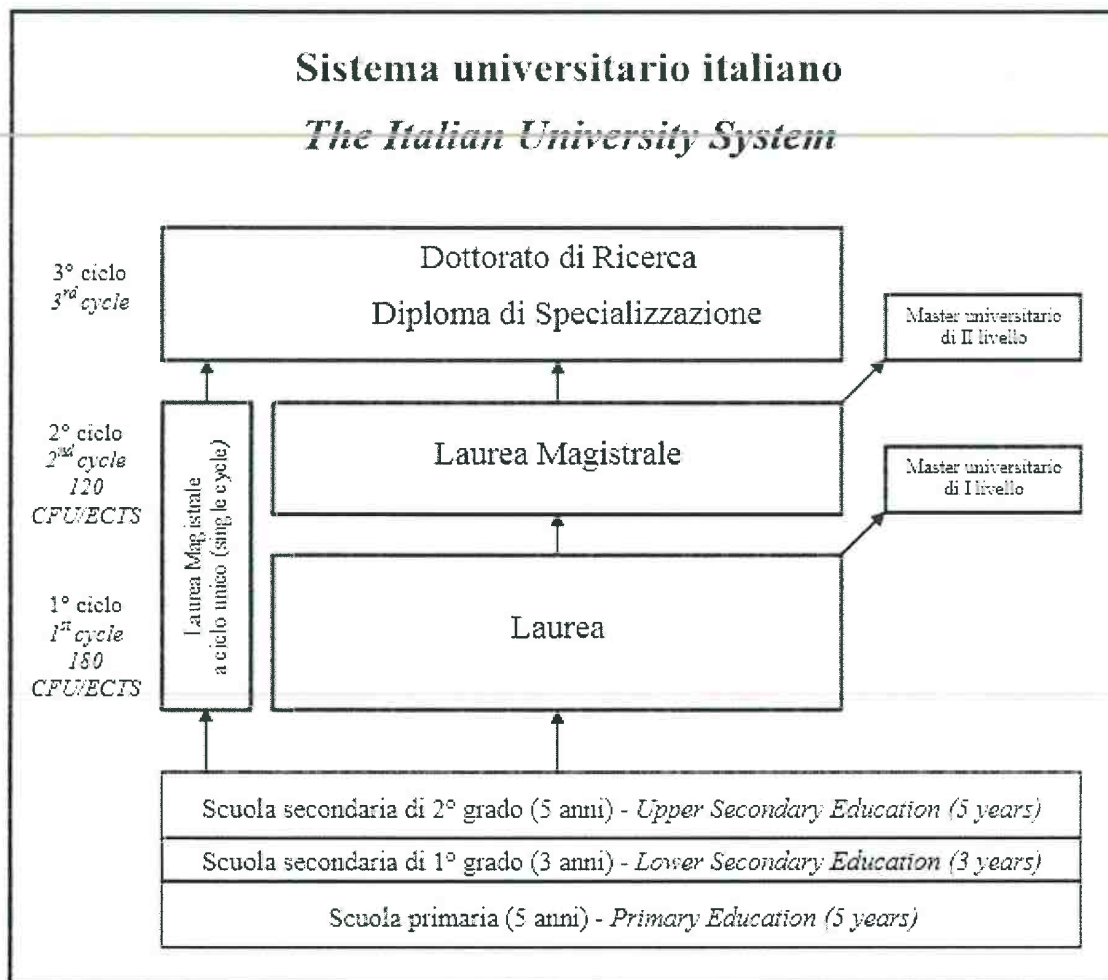 Sistema universitario italiano
The Italian University System
3° ciclo
3rd cycle
Dottorato di Ricerca
Diploma di Specializzazione
Master universitario
di II livello
2° ciclo
2nd cycle
120
CFU/ECTS
Laurea Magistrale
a ciclo unico (single cycle)
Laurea Magistrale
Master universitario
di I livello
1° ciclo
1st cycle
180
CFU/ECTS
Laurea
Scuola secondaria di 2° grado (5 anni) - Upper Secondary Education (5 years)
Scuola secondaria di 1° grado (3 anni) - Lower Secondary Education (3 years)
Scuola primaria (5 anni) - Primary Education (5 years)